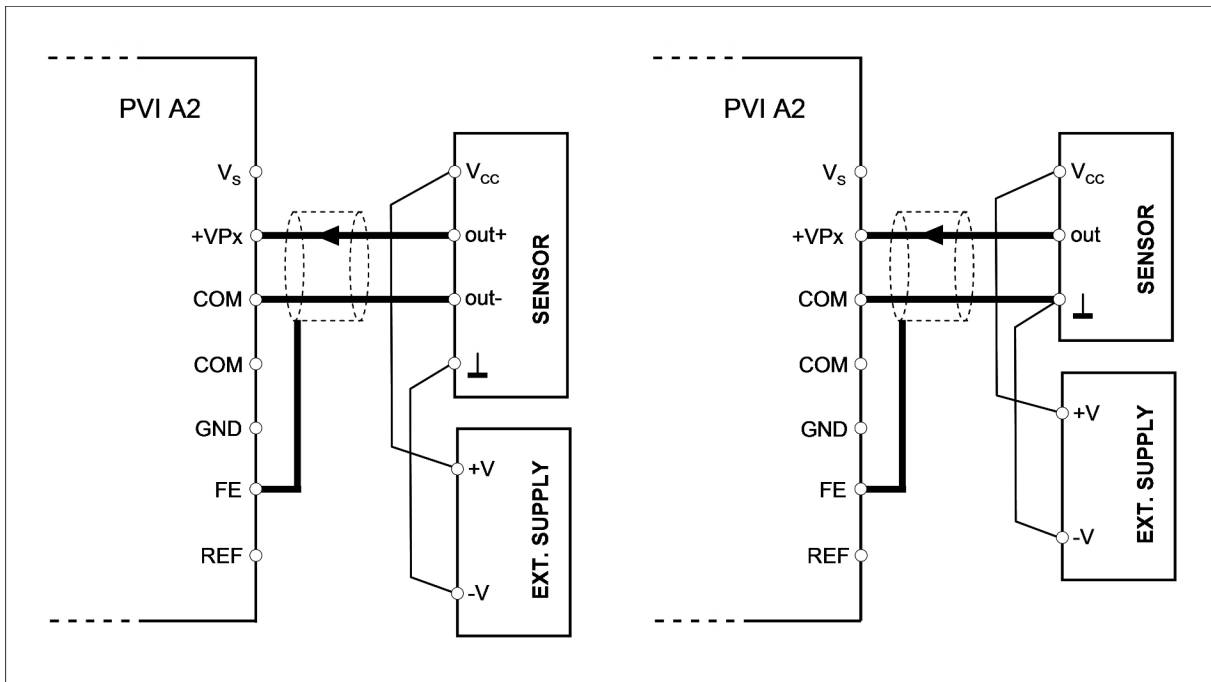 PVI A2
VS
+VPx
COM
COM
GND
FE
REF
VCC
out+
out-
SENSOR
+V
-V
EXT. SUPPLY
PVI A2
VS
+VPx
COM
COM
GND
FE
REF
VCC
out
SENSOR
+V
-V
EXT. SUPPLY